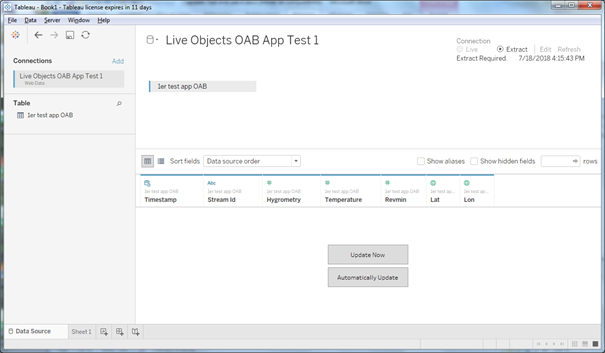 Tableau - Book1 - Tableau license expires in 11 days
File Data Server Window Help
Connections Add
Live Objects OAB App Test 1
Web Data
Table
1er test app OAB
Live Objects OAB App Test 1
Connection
Live Extract Edit Refresh
Extract Required. 7/18/2018 4:15:43 PM
1er test app OAB
Sort fields Data source order Show aliases Show hidden fields rows
Abc
1er test app OAB 1er test app OAB 1er test app OAB 1er test app OAB 1er test app OAB 1er test ap... 1er test ap...
Timestamp Stream Id Hygrometry Temperature Revmin Lat Lon
Update Now
Automatically Update
Data Source Sheet 1